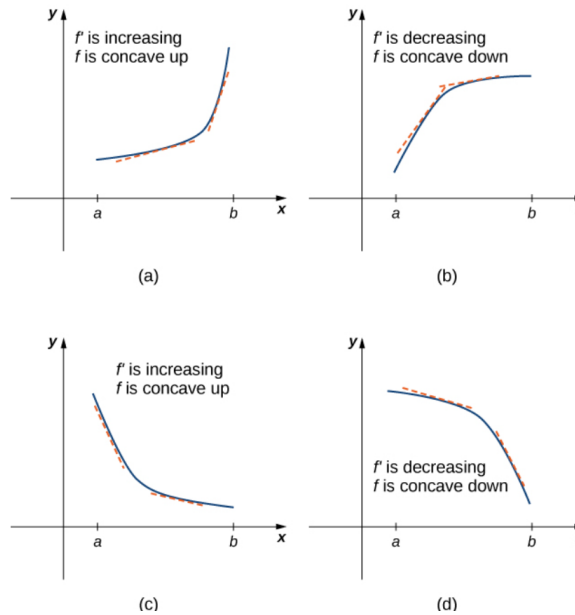 y
f' is increasing
f is concave up
a
b
x
(a)
y
f' is decreasing
f is concave down
a
b
(b)
y
f' is increasing
f is concave up
a
b
x
(c)
y
f' is decreasing
f is concave down
a
b
(d)